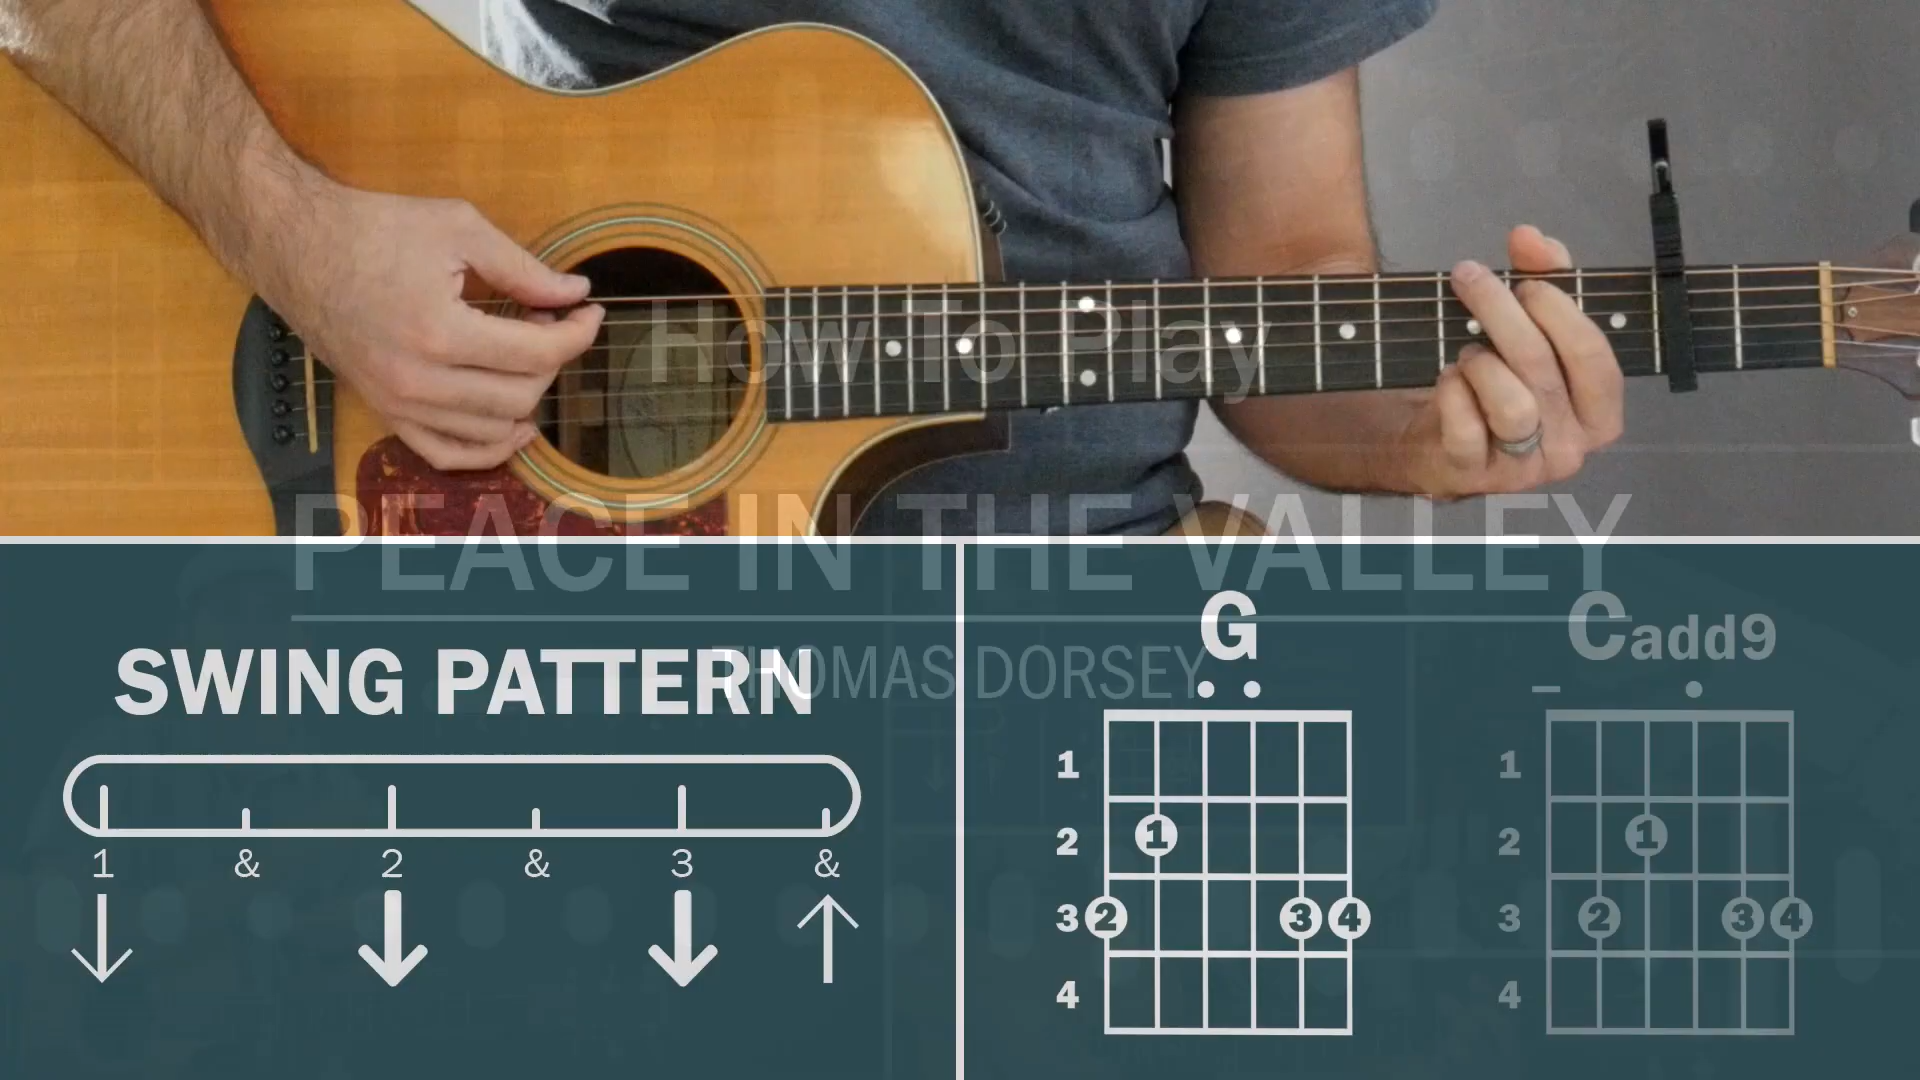 How To Play
PEACE IN THE VALLEY
THOMAS DORSEY
SWING PATTERN
1 & 2 & 3 &
G
1
2
3
4
1
2 3 4
Cadd9
1
2
3
4
1
2 3 4